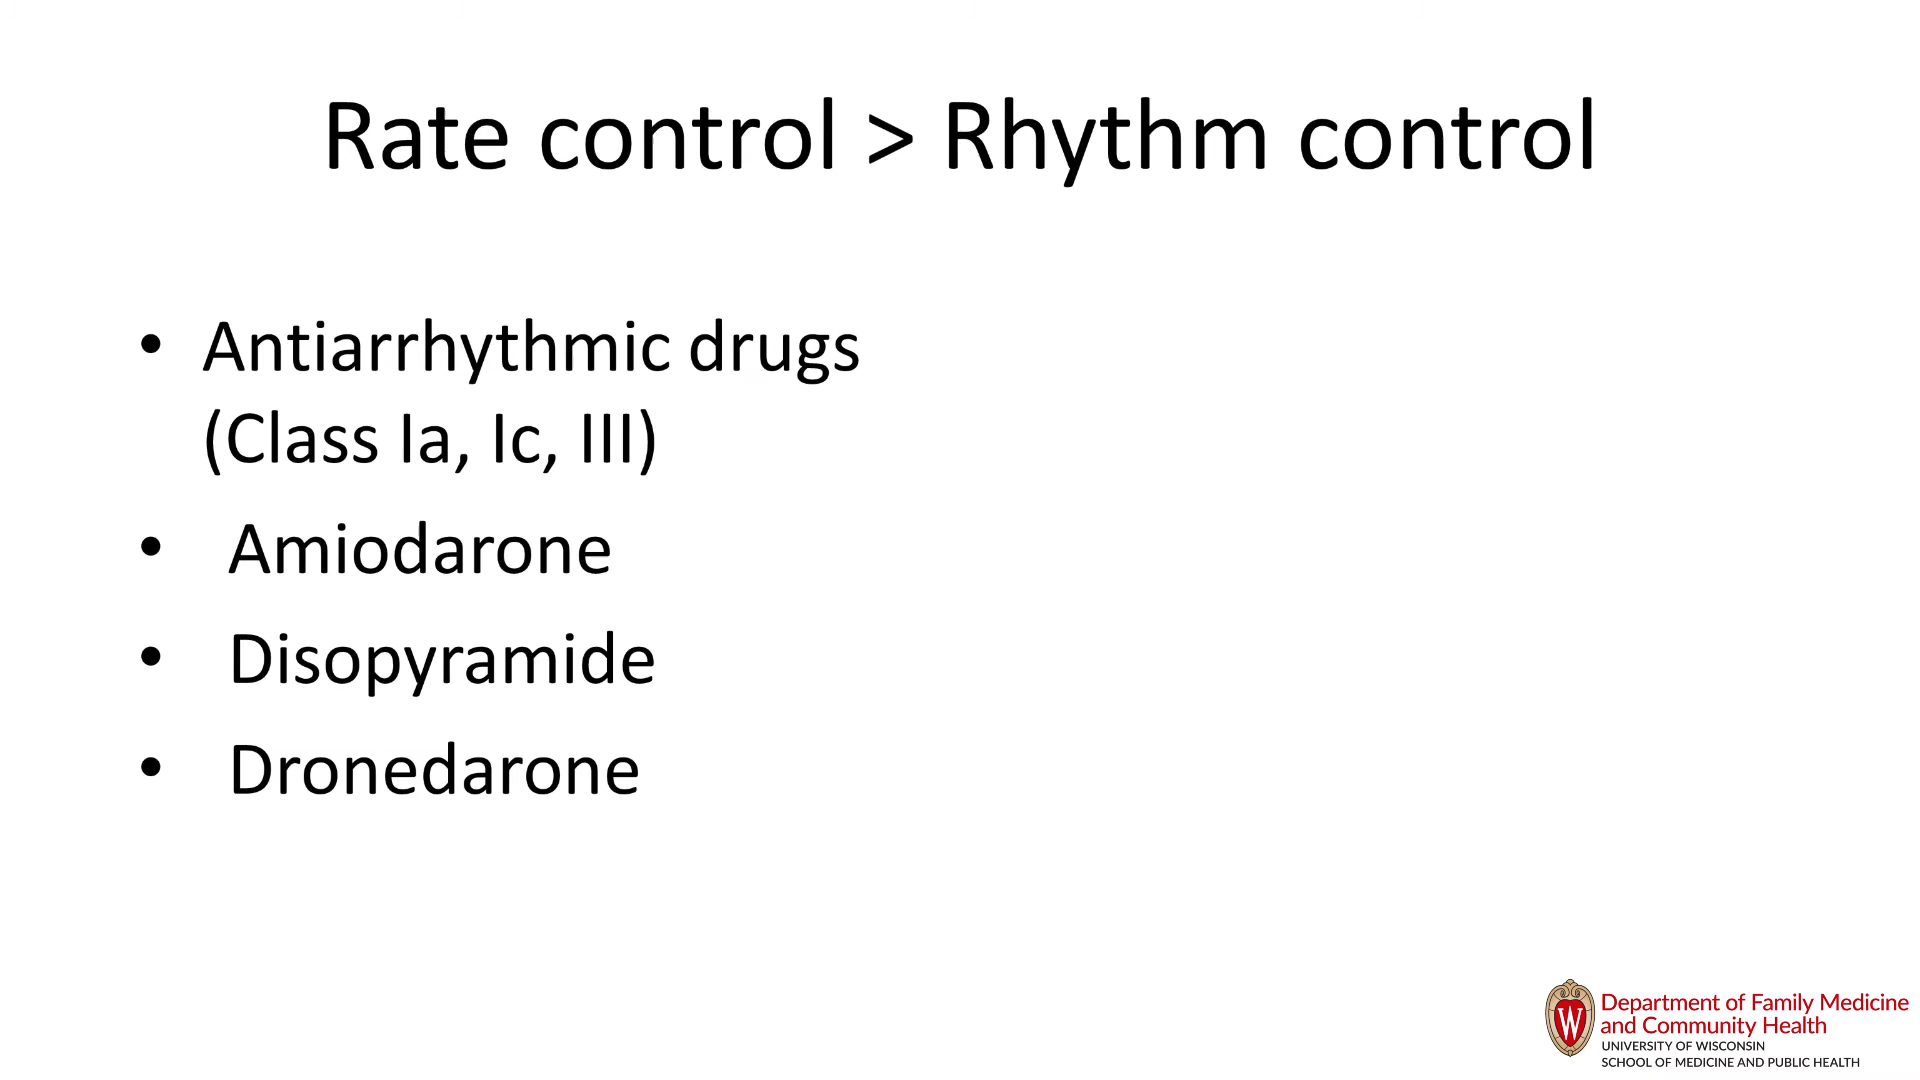 Rate control > Rhythm control
• Antiarrhythmic drugs
(Class Ia, Ic, III)
• Amiodarone
• Disopyramide
• Dronedarone
W
Department of Family Medicine
and Community Health
UNIVERSITY OF WISCONSIN
SCHOOL OF MEDICINE AND PUBLIC HEALTH